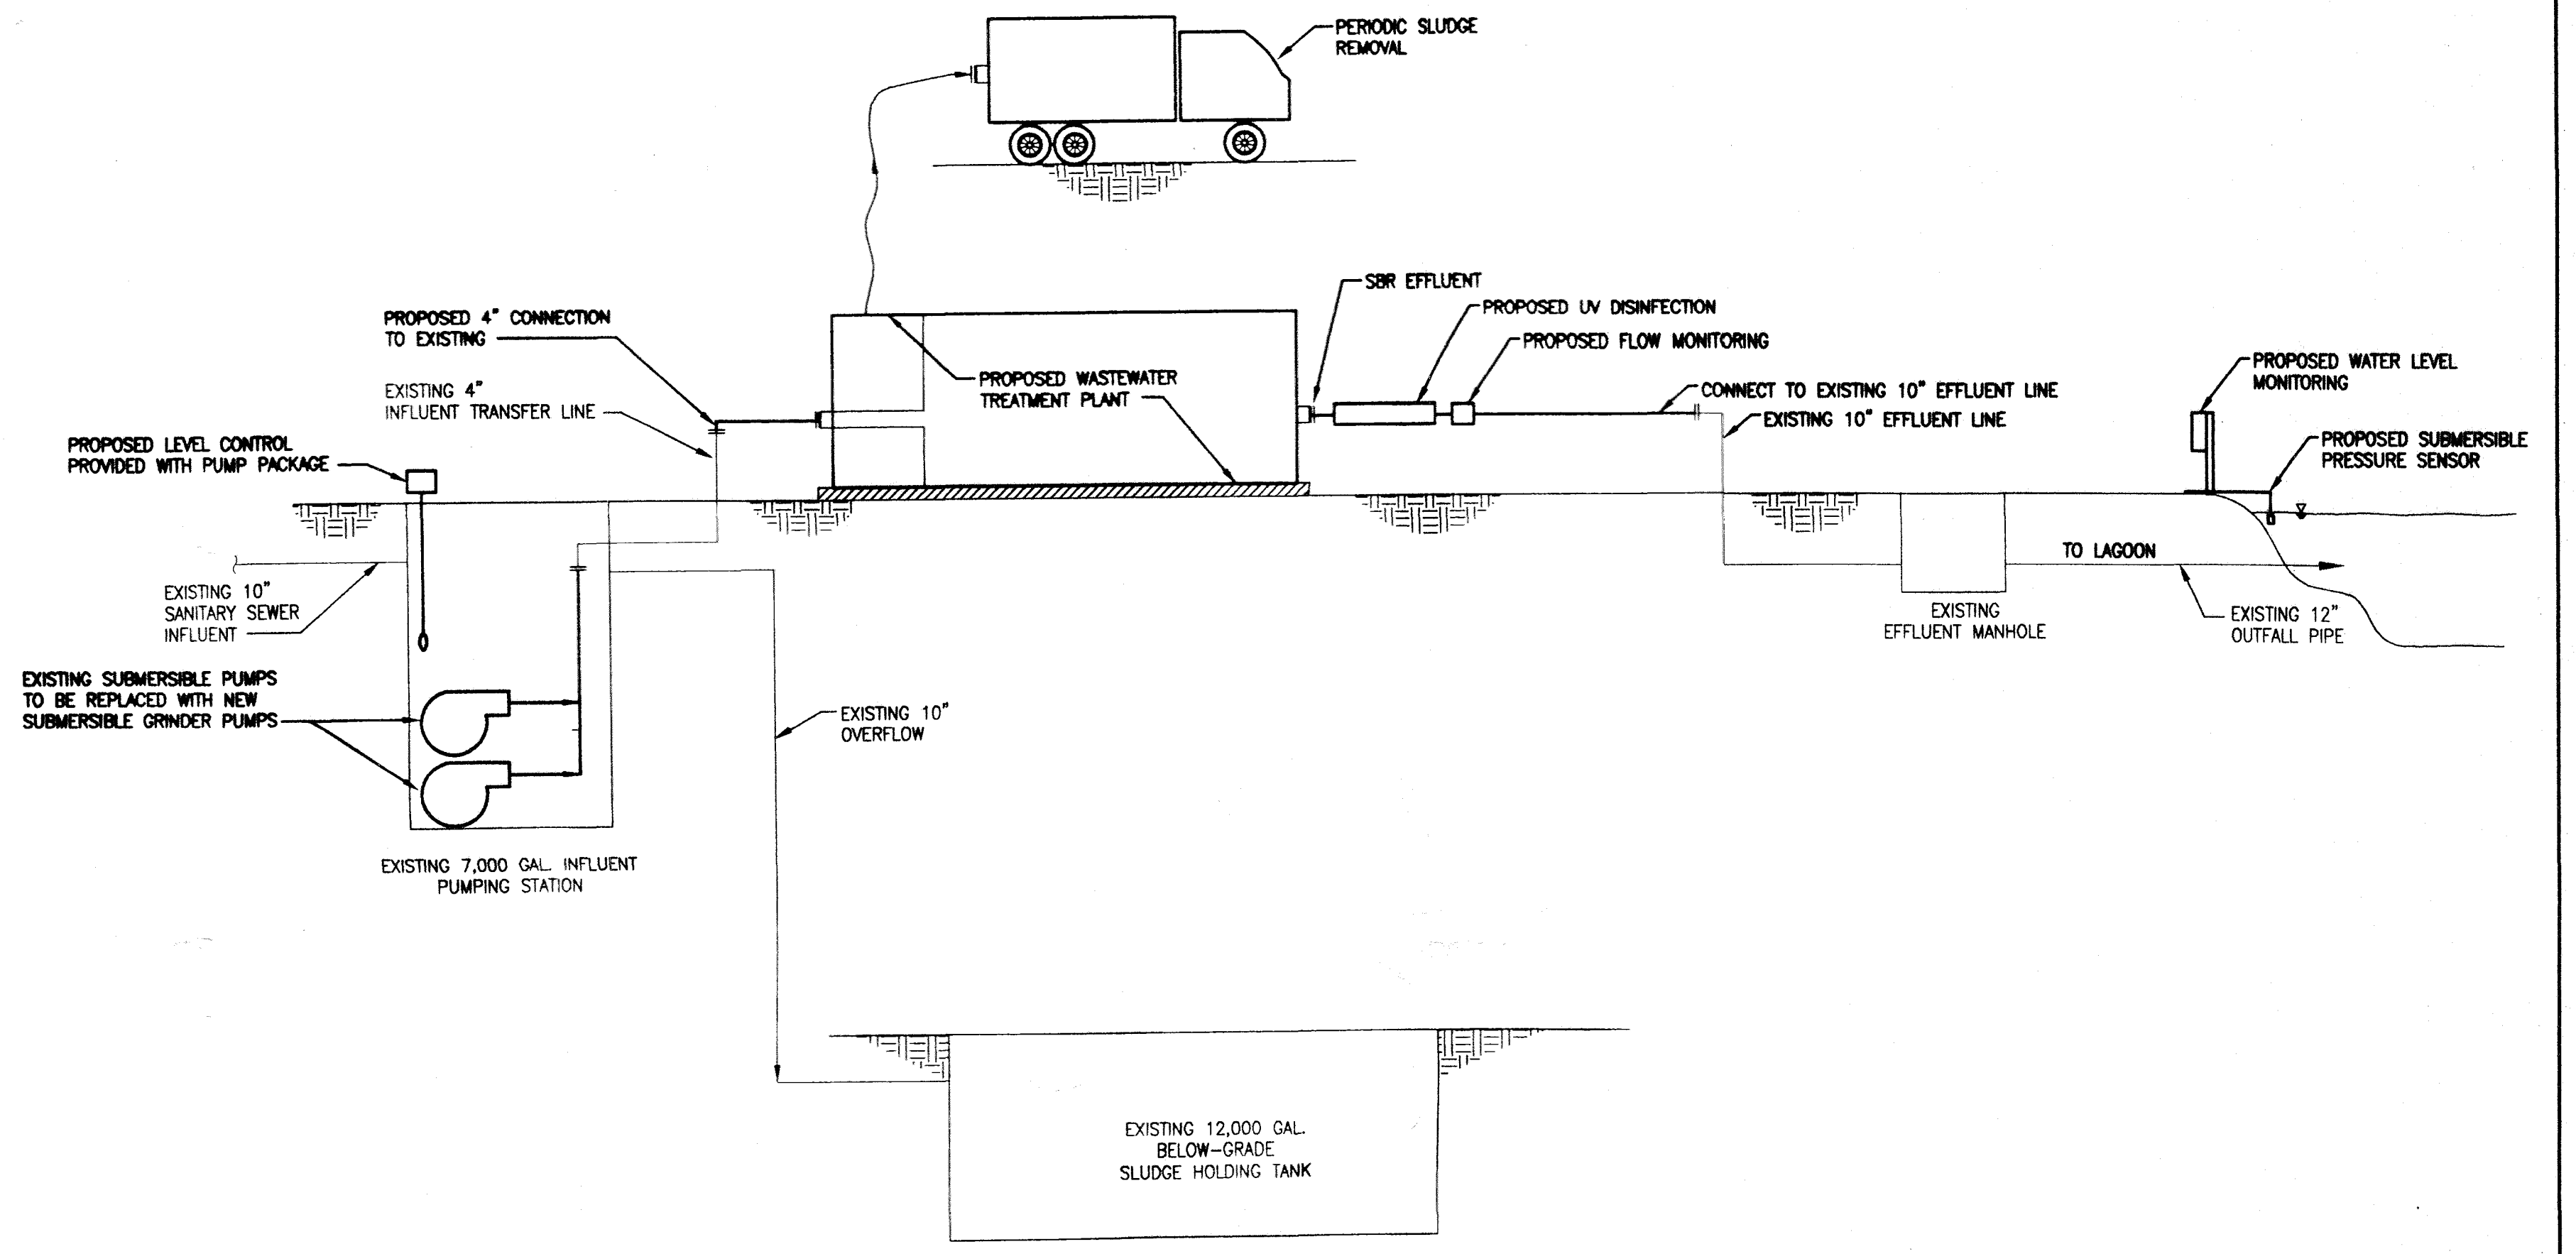 PERIODIC SLUDGE
REMOVAL
SBR EFFLUENT
PROPOSED UV DISINFECTION
PROPOSED FLOW MONITORING
PROPOSED 4" CONNECTION
TO EXISTING
EXISTING 4"
INFLUENT TRANSFER LINE
PROPOSED WASTEWATER
TREATMENT PLANT
CONNECT TO EXISTING 10" EFFLUENT LINE
EXISTING 10" EFFLUENT LINE
PROPOSED WATER LEVEL
MONITORING
PROPOSED SUBMERSIBLE
PRESSURE SENSOR
PROPOSED LEVEL CONTROL
PROVIDED WITH PUMP PACKAGE
TO LAGOON
EXISTING 10"
SANITARY SEWER
INFLUENT
EXISTING
EFFLUENT MANHOLE
EXISTING 12"
OUTFALL PIPE
EXISTING SUBMERSIBLE PUMPS
TO BE REPLACED WITH NEW
SUBMERSIBLE GRINDER PUMPS
EXISTING 10"
OVERFLOW
EXISTING 7,000 GAL. INFLUENT
PUMPING STATION
EXISTING 12,000 GAL.
BELOW-GRADE
SLUDGE HOLDING TANK